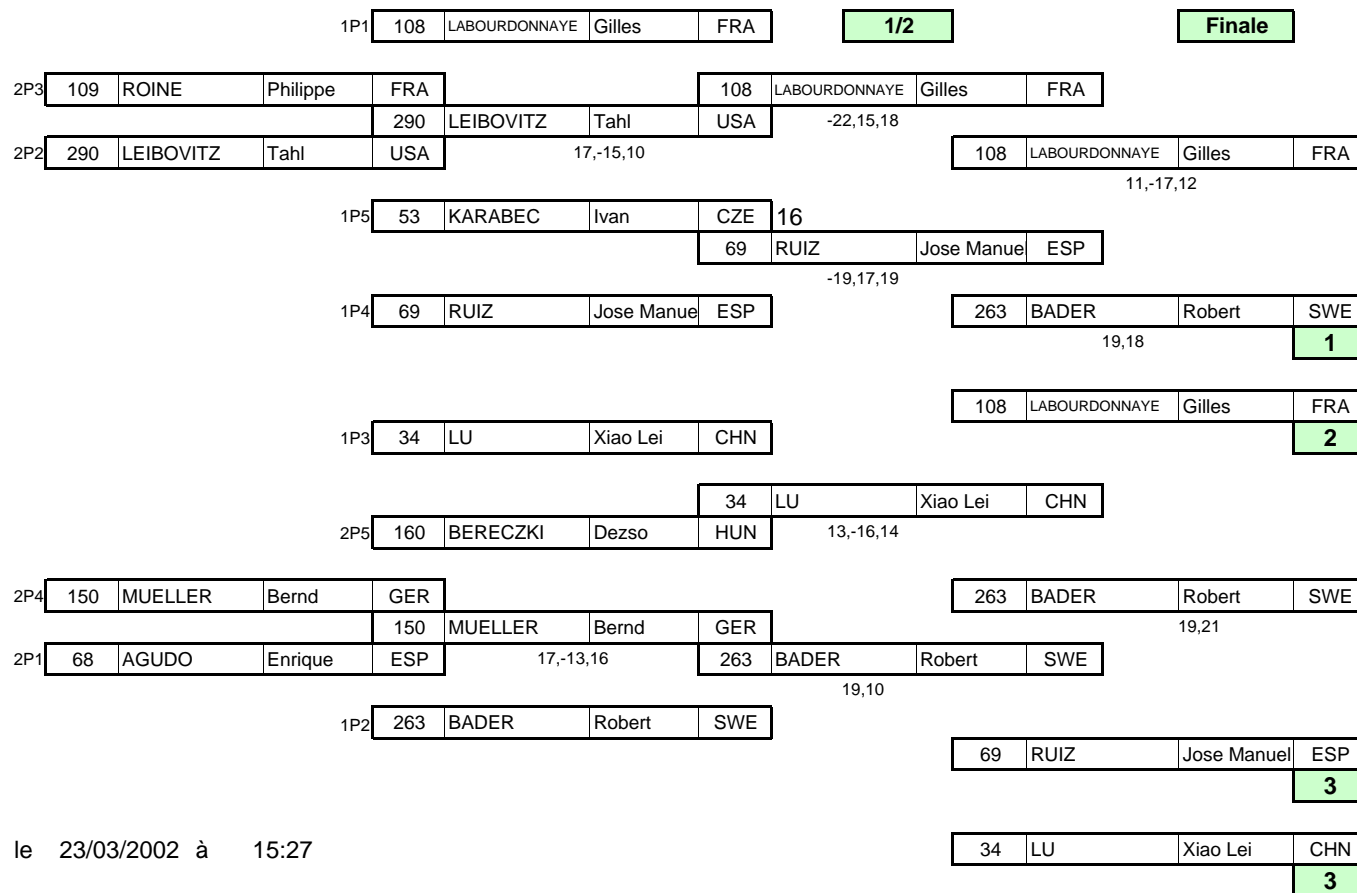 1P1 108 LABOURDONNAYE Gilles FRA 1/2 Finale
2P3 109 ROINE Philippe FRA 108 LABOURDONNAYE Gilles FRA
290 LEIBOVITZ Tahl USA -22,15,18
2P2 290 LEIBOVITZ Tahl USA 17,-15,10 108 LABOURDONNAYE Gilles FRA
11,-17,12
1P5 53 KARABEC Ivan CZE 16
69 RUIZ Jose Manue ESP
-19,17,19
1P4 69 RUIZ Jose Manue ESP 263 BADER Robert SWE
19,18 1
108 LABOURDONNAYE Gilles FRA
1P3 34 LU Xiao Lei CHN 2
34 LU Xiao Lei CHN
2P5 160 BERECZKI Dezso HUN 13,-16,14
2P4 150 MUELLER Bernd GER 263 BADER Robert SWE
150 MUELLER Bernd GER 19,21
2P1 68 AGUDO Enrique ESP 17,-13,16 263 BADER Robert SWE
19,10
1P2 263 BADER Robert SWE
69 RUIZ Jose Manuel ESP
3
le 23/03/2002 à 15:27 34 LU Xiao Lei CHN
3